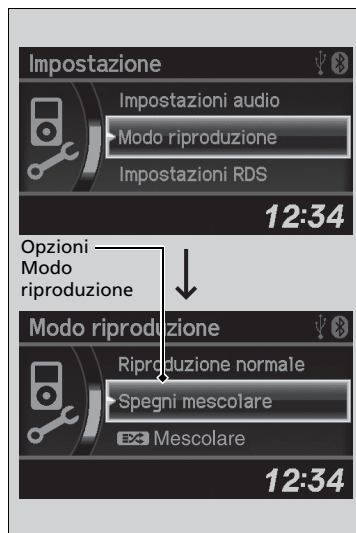 Impostazione
Impostazioni audio
Modo riproduzione
Impostazioni RDS
12:34
Opzioni
Modo
riproduzione
Modo riproduzione
Riproduzione normale
Spegni mescolare
Mescolare
12:34